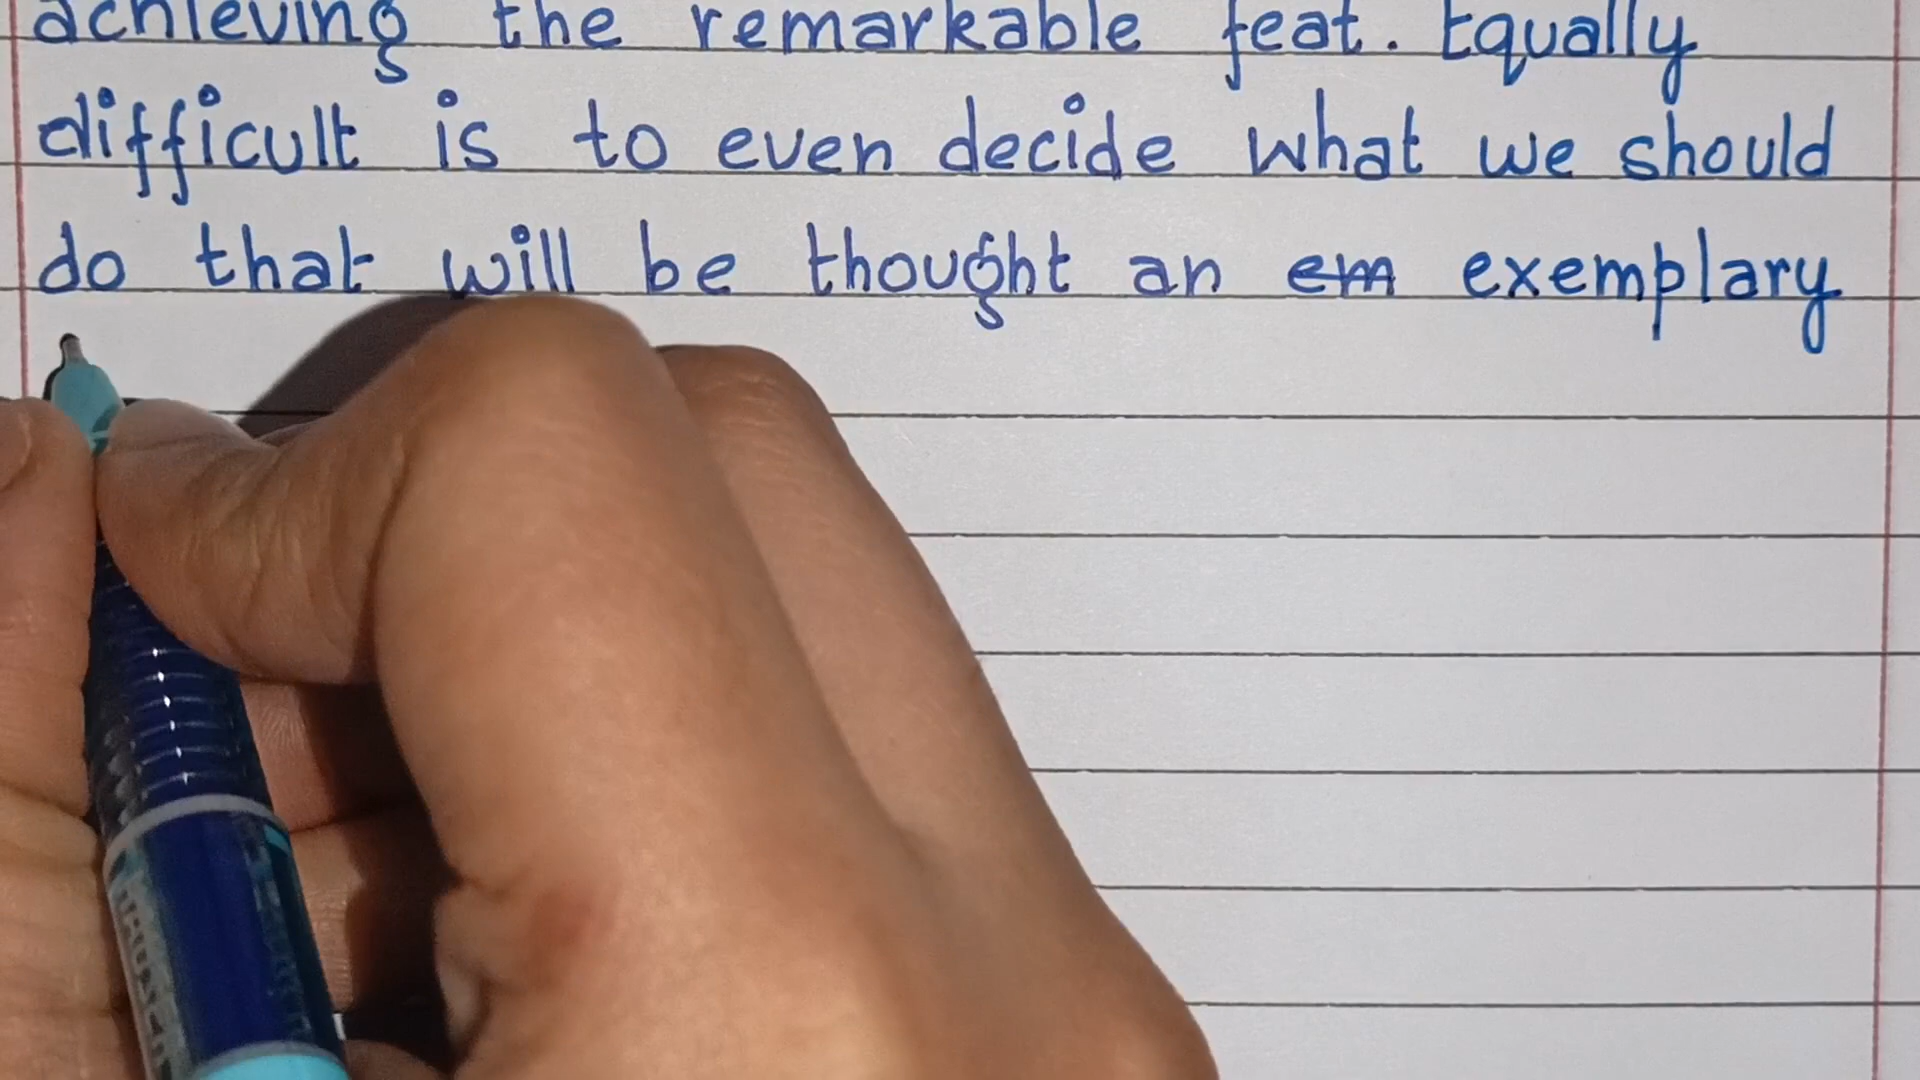 achieving the remarkable feat. Equally
difficult is to even decide what we should
do that will be thought an em exemplary